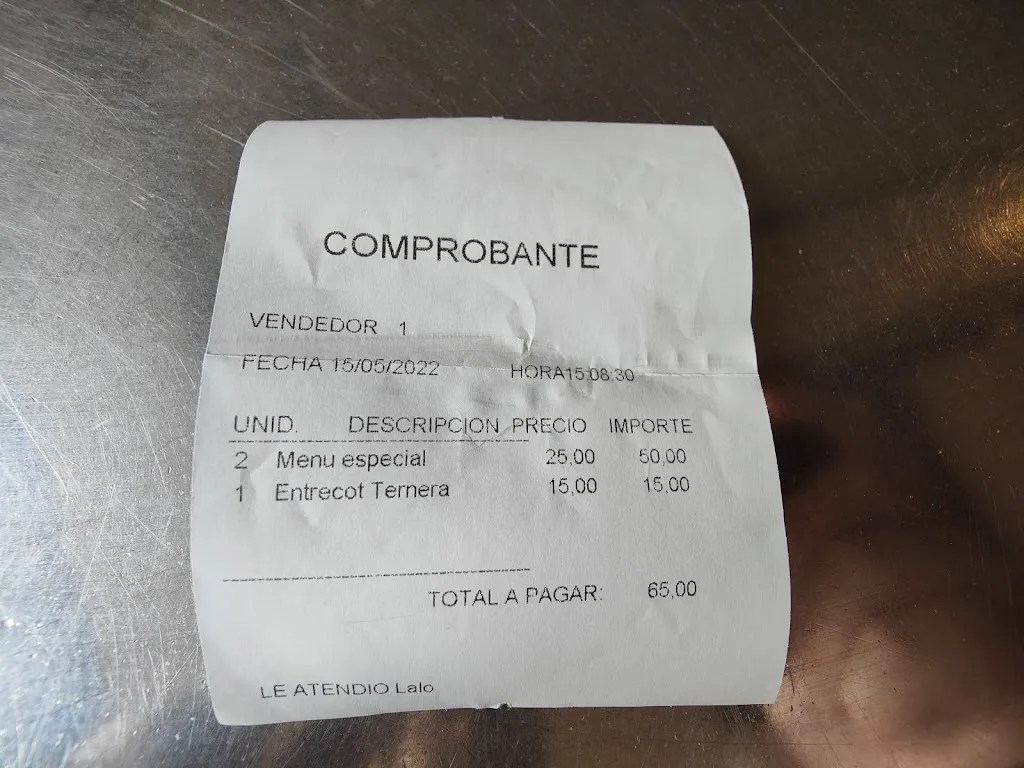 COMPROBANTE
VENDEDOR 1
FECHA 15/05/2022 HORA15:08:30
UNID. DESCRIPCION PRECIO IMPORTE
2 Menu especial 25,00 50,00
1 Entrecot Ternera 15,00 15,00
TOTAL A PAGAR: 65,00
LE ATENDIO Lalo